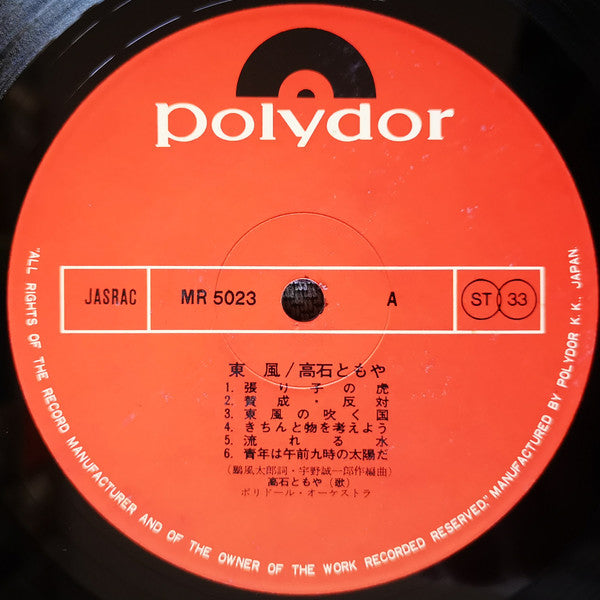 polydor
JASRAC MR 5023 A ST 33
東 風/高石ともや
1. 張り子の虎
2. 賛成・反対
3. 東風の吹く国
4. きちんと物を考えよう
5. 流れる水
6. 青年は午前九時の太陽だ
(颺風太郎詞・宇野誠一郎作編曲)
高石ともや(歌)
ポリドール・オーケストラ
"ALL RIGHTS OF THE RECORD MANUFACTURER AND OF THE OWNER OF THE WORK RECORDED RESERVED." MANUFACTURED BY POLYDOR K. K., JAPAN